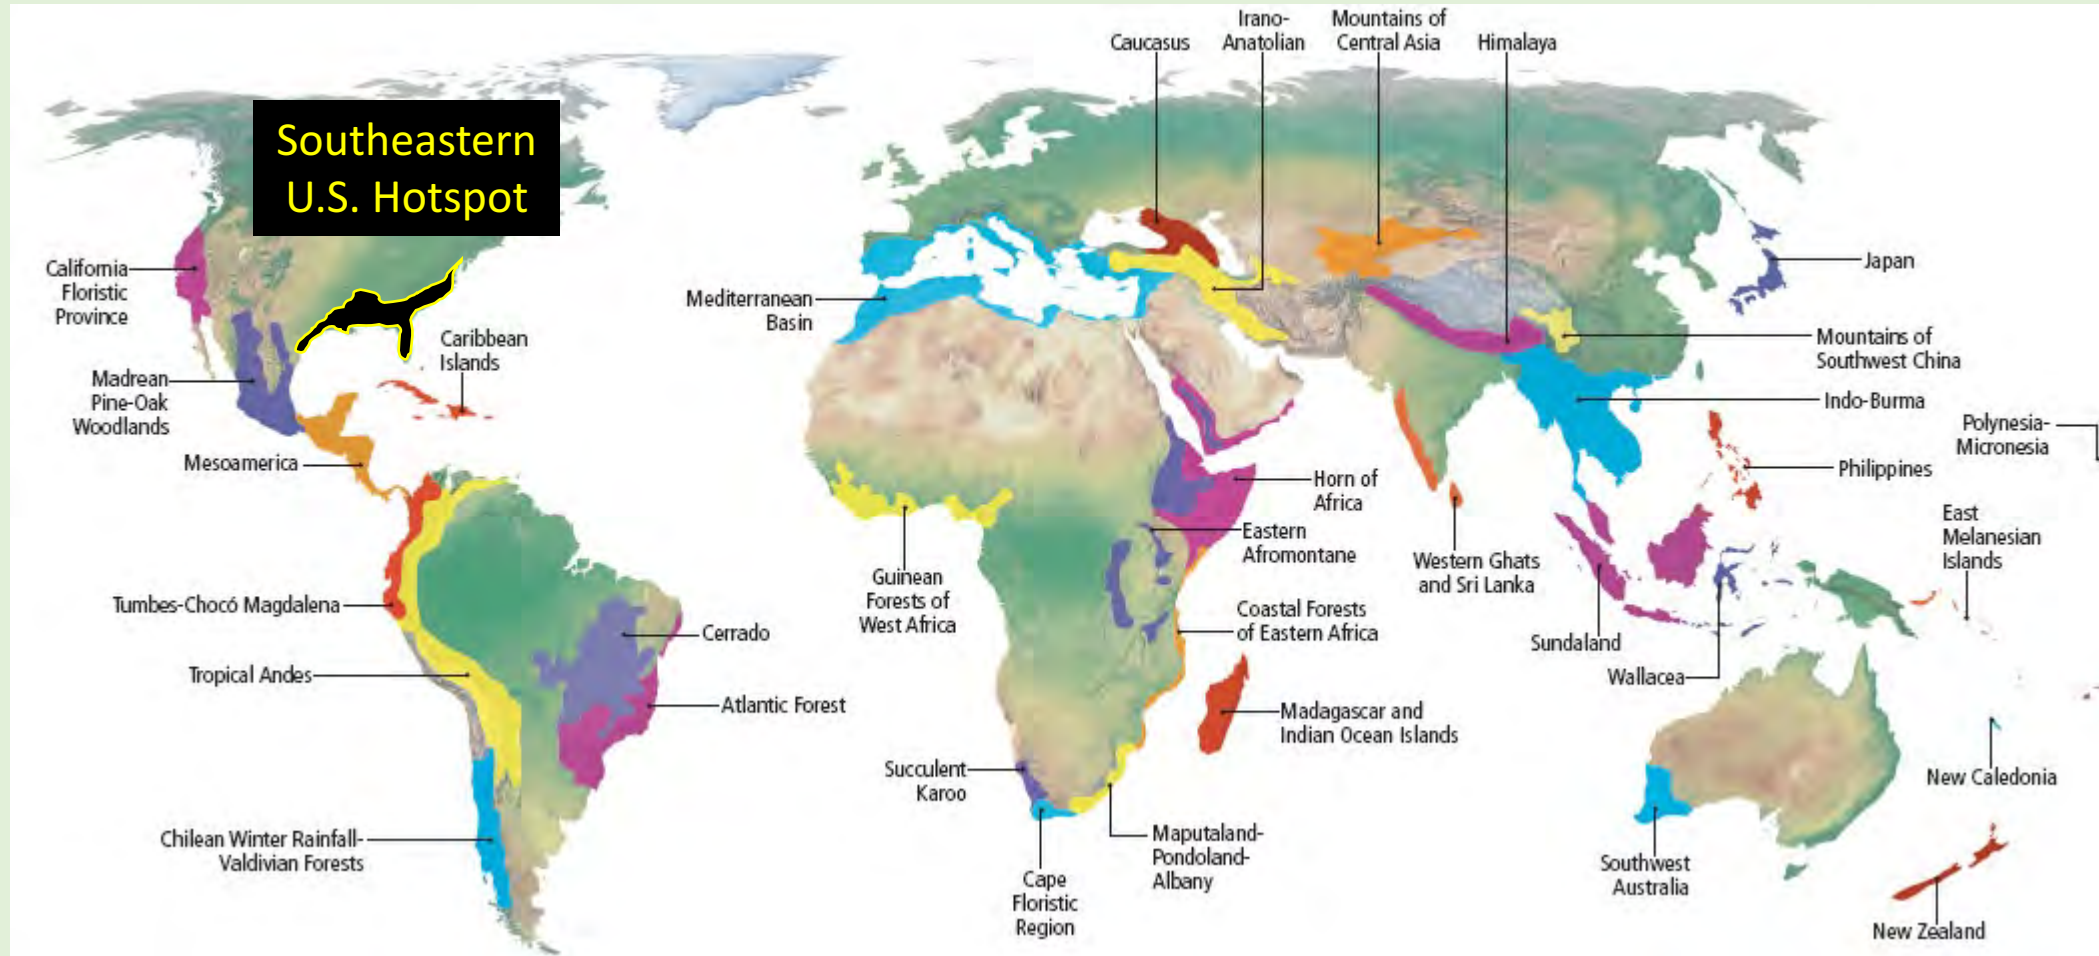 Southeastern
U.S. Hotspot
Caucasus
Irano-
Anatolian
Mountains of
Central Asia
Himalaya
California
Floristic
Province
Madrean
Pine-Oak
Woodlands
Mesoamerica
Caribbean
Islands
Tumbes-Chocó Magdalena
Tropical Andes
Chilean Winter Rainfall-
Valdivian Forests
Cerrado
Atlantic Forest
Mediterranean
Basin
Guinean
Forests of
West Africa
Succulent
Karoo
Cape
Floristic
Region
Maputaland-
Pondoland-
Albany
Horn of
Africa
Eastern
Afromontane
Coastal Forests
of Eastern Africa
Madagascar and
Indian Ocean Islands
Western Ghats
and Sri Lanka
Japan
Mountains of
Southwest China
Indo-Burma
Philippines
Polynesia-
Micronesia
East
Melanesian
Islands
Sundaland
Wallacea
New Caledonia
Southwest
Australia
New Zealand